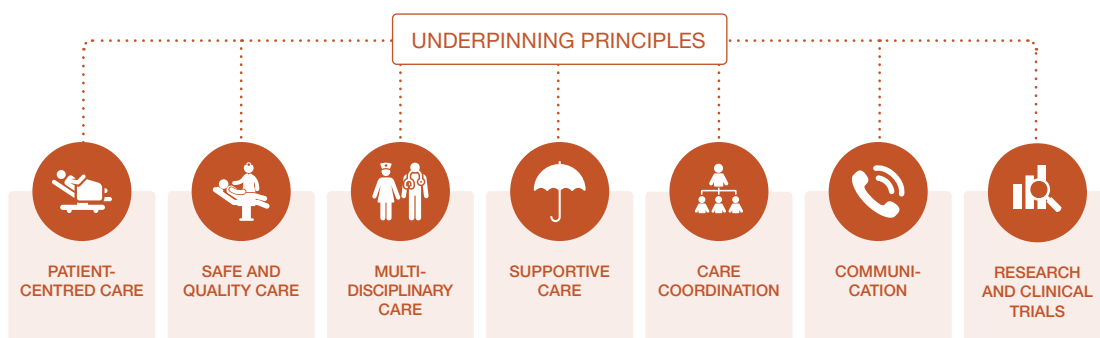 UNDERPINNING PRINCIPLES
PATIENT-
CENTRED CARE
SAFE AND
QUALITY CARE
MULTI-
DISCIPLINARY
CARE
SUPPORTIVE
CARE
CARE
COORDINATION
COMMUNI-
CATION
RESEARCH
AND CLINICAL
TRIALS